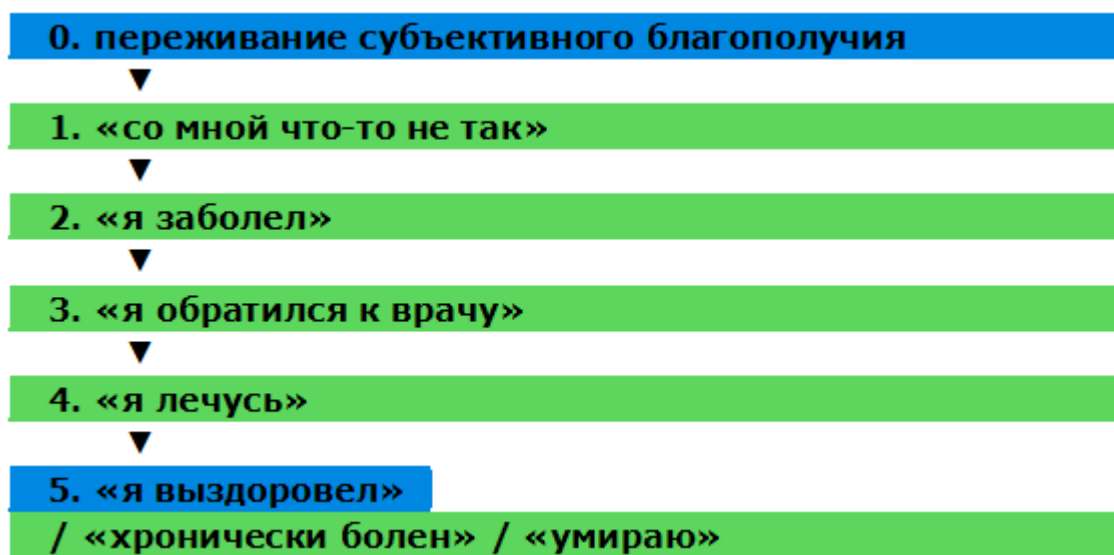 0. переживание субъективного благополучия
▼
1. «со мной что-то не так»
▼
2. «я заболел»
▼
3. «я обратился к врачу»
▼
4. «я лечусь»
▼
5. «я выздоровел»
/ «хронически болен» / «умираю»